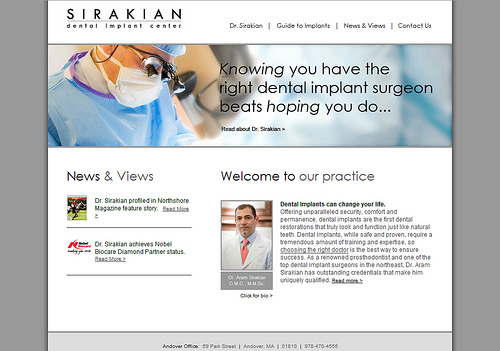 SIRAKIAN
dental implant center
Dr. Sirakian | Guide to Implants | News & Views | Contact Us
Knowing you have the
right dental implant surgeon
beats hoping you do...
Read about Dr. Sirakian >
News & Views
Dr. Sirakian profiled in Northshore
Magazine feature story. Read More
>
Dr. Sirakian achieves Nobel
Biocare Diamond Partner status.
Read More >
Welcome to our practice
Dr. Aram Sirakian
D.M.D., M.M.Sc.
Click for bio >
Dental Implants can change your life.
Offering unparalleled security, comfort and
permanence, dental implants are the first dental
restorations that truly look and function just like natural
teeth. Dental implants, while safe and proven, require a
tremendous amount of training and expertise, so
choosing the right doctor is the best way to ensure
success. As a renowned prosthodontist and one of the
top dental implant surgeons in the northeast, Dr. Aram
Sirakian has outstanding credentials that make him
uniquely qualified. Read more >
Andover Office: 69 Park Street | Andover, MA | 01810 | 978-470-4666